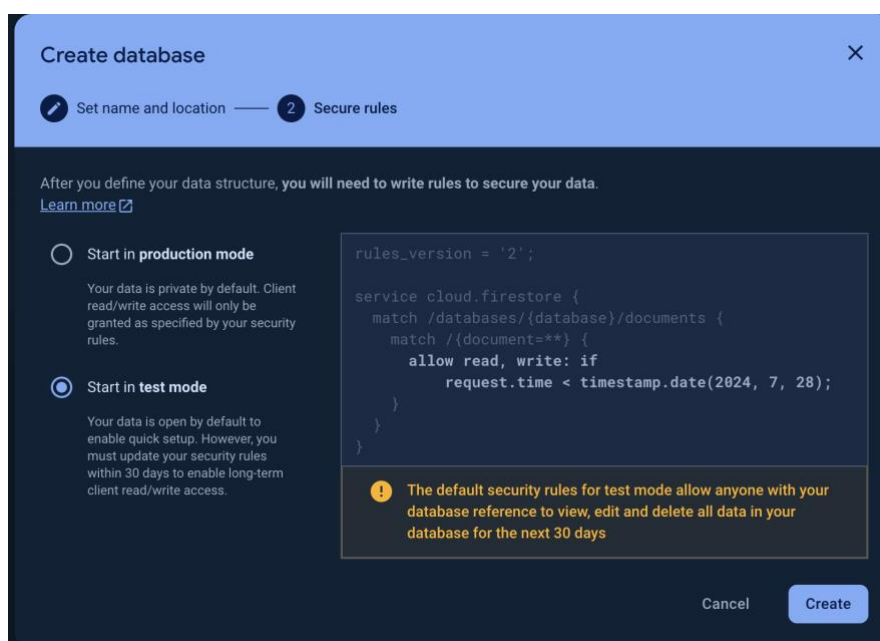 Create database
Set name and location
2 Secure rules
After you define your data structure, you will need to write rules to secure your data.
Learn more
Start in production mode
Your data is private by default. Client
read/write access will only be
granted as specified by your security
rules.
Start in test mode
Your data is open by default to
enable quick setup. However, you
must update your security rules
within 30 days to enable long-term
client read/write access.
rules_version = '2';
service cloud.firestore {
match /databases/{database}/documents {
match /{document=**} {
allow read, write: if
request.time < timestamp.date(2024, 7, 28);
}
}
}
The default security rules for test mode allow anyone with your
database reference to view, edit and delete all data in your
database for the next 30 days
Cancel
Create